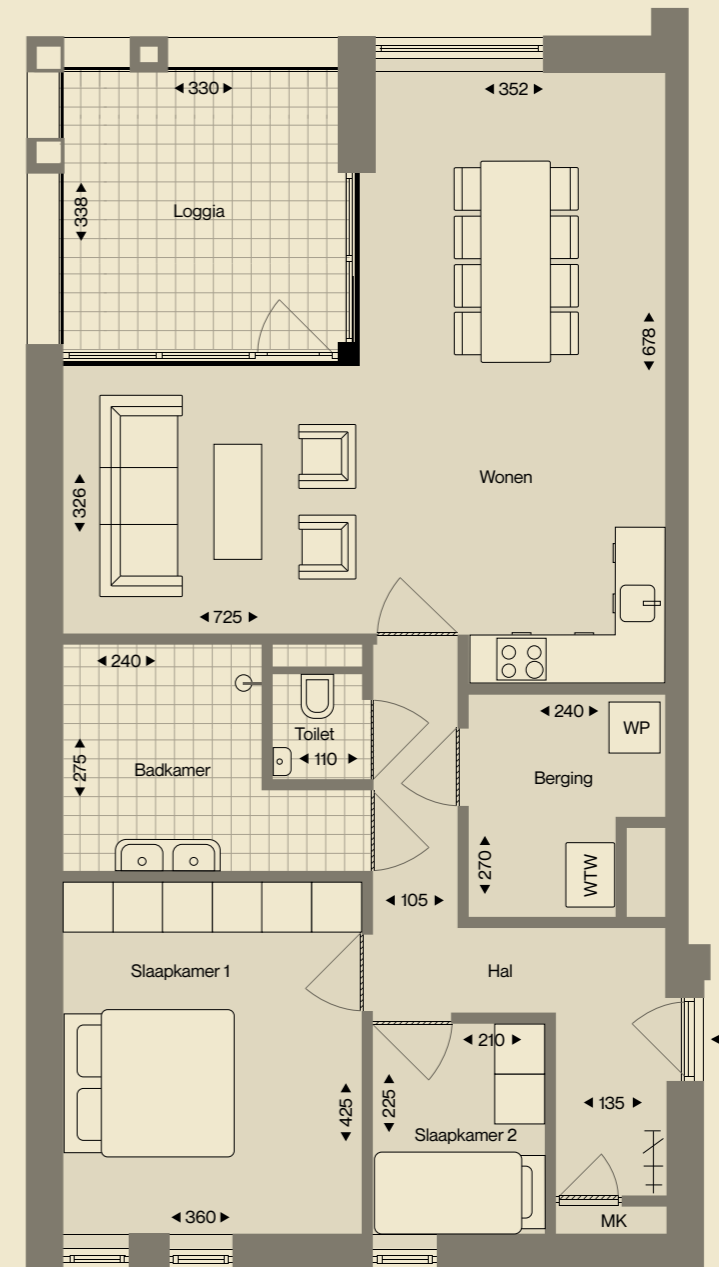 330
352
338
Loggia
678
Wonen
326
725
240
240
WP
Toilet
110
275
Badkamer
Berging
270
WTW
105
Slaapkamer 1
Hal
210
425
225
135
Slaapkamer 2
360
MK